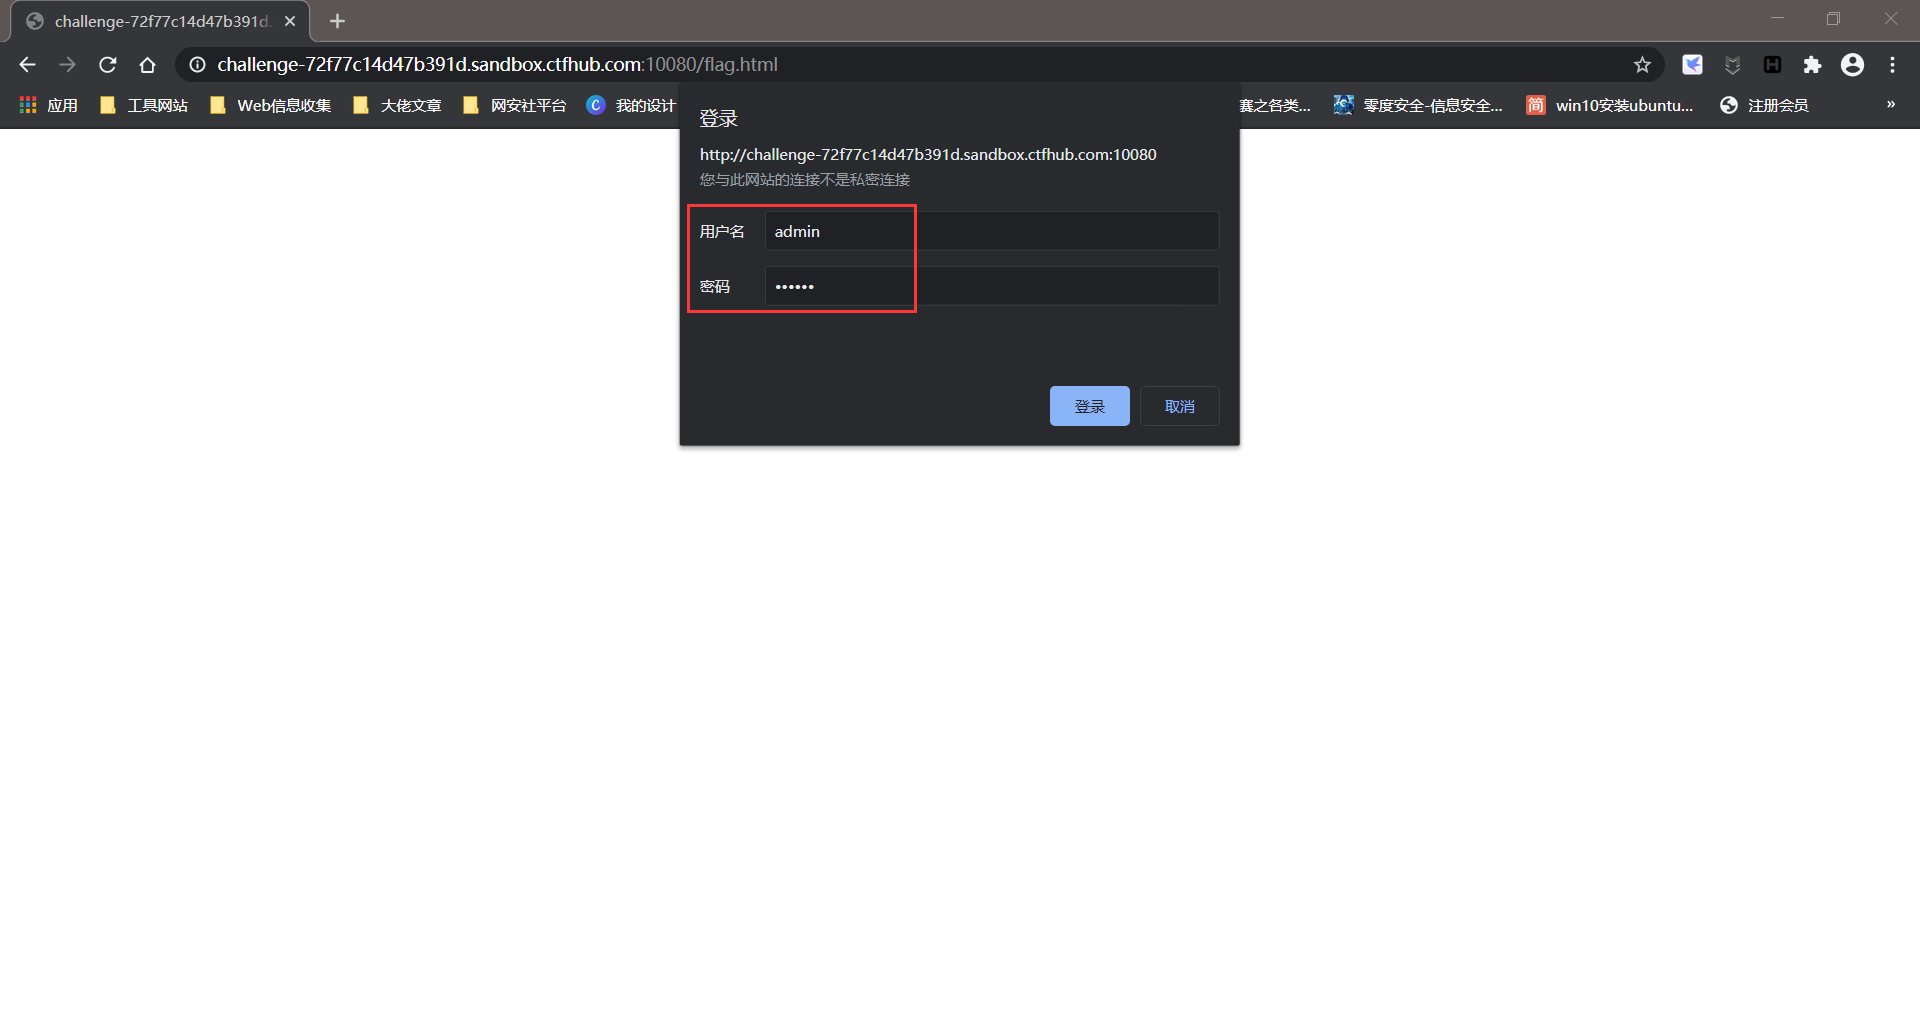 challenge-72f77c14d47b391d.
challenge-72f77c14d47b391d.sandbox.ctfhub.com:10080/flag.html
应用 工具网站 Web信息收集 大佬文章 网安社平台 我的设计 赛之各类... 零度安全-信息安全... 简 win10安装ubuntu... 注册会员 »
登录
http://challenge-72f77c14d47b391d.sandbox.ctfhub.com:10080
您与此网站的连接不是私密连接
用户名 admin
密码 ••••••
登录 取消